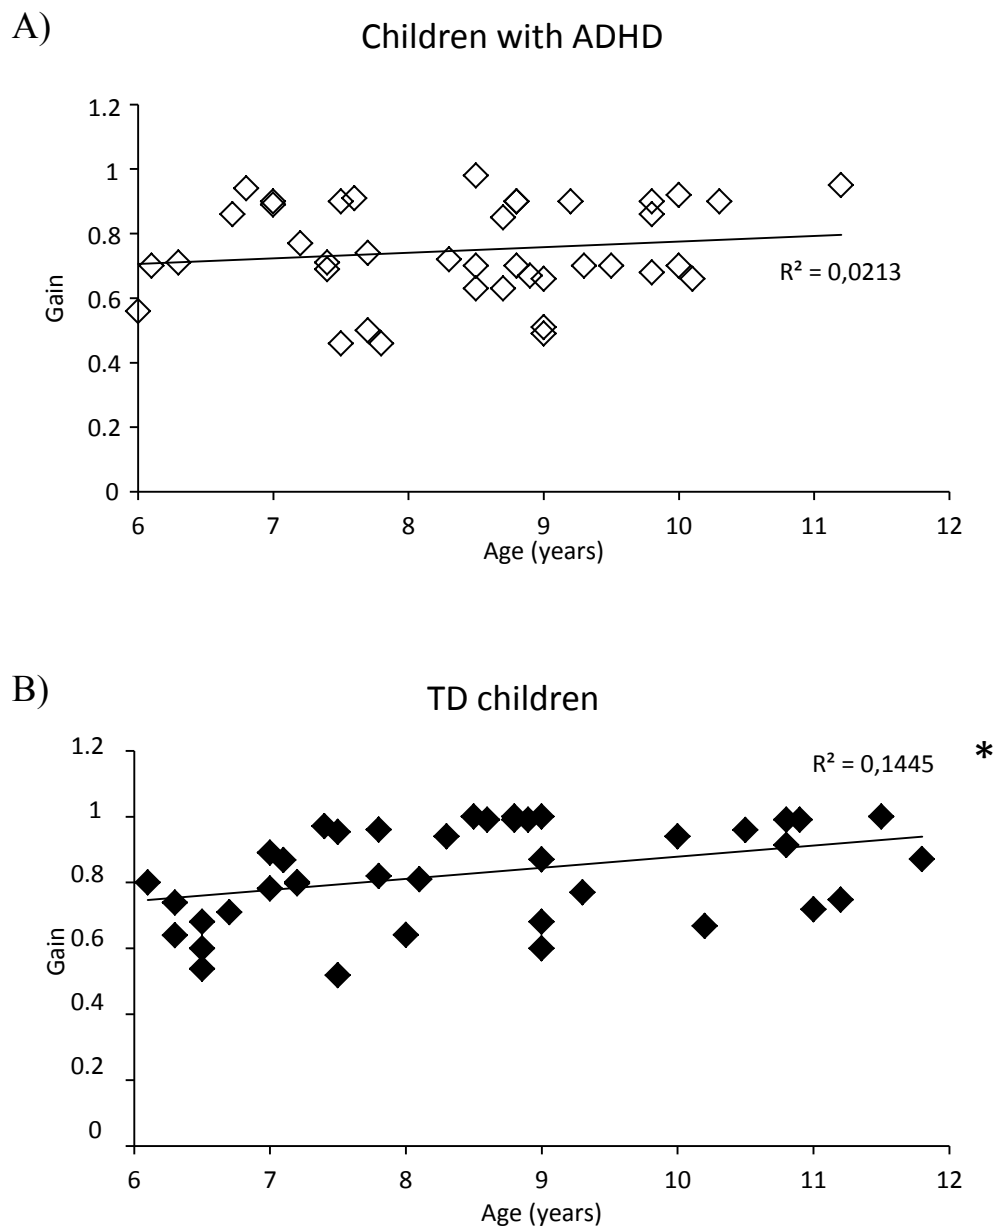 A)
Children with ADHD
1.2
1
0.8
0.6
0.4
0.2
0
Gain
R² = 0,0213
6 7 8 9 10 11 12
Age (years)
B)
TD children
*
1.2
1
0.8
0.6
0.4
0.2
0
Gain
R² = 0,1445
6 7 8 9 10 11 12
Age (years)